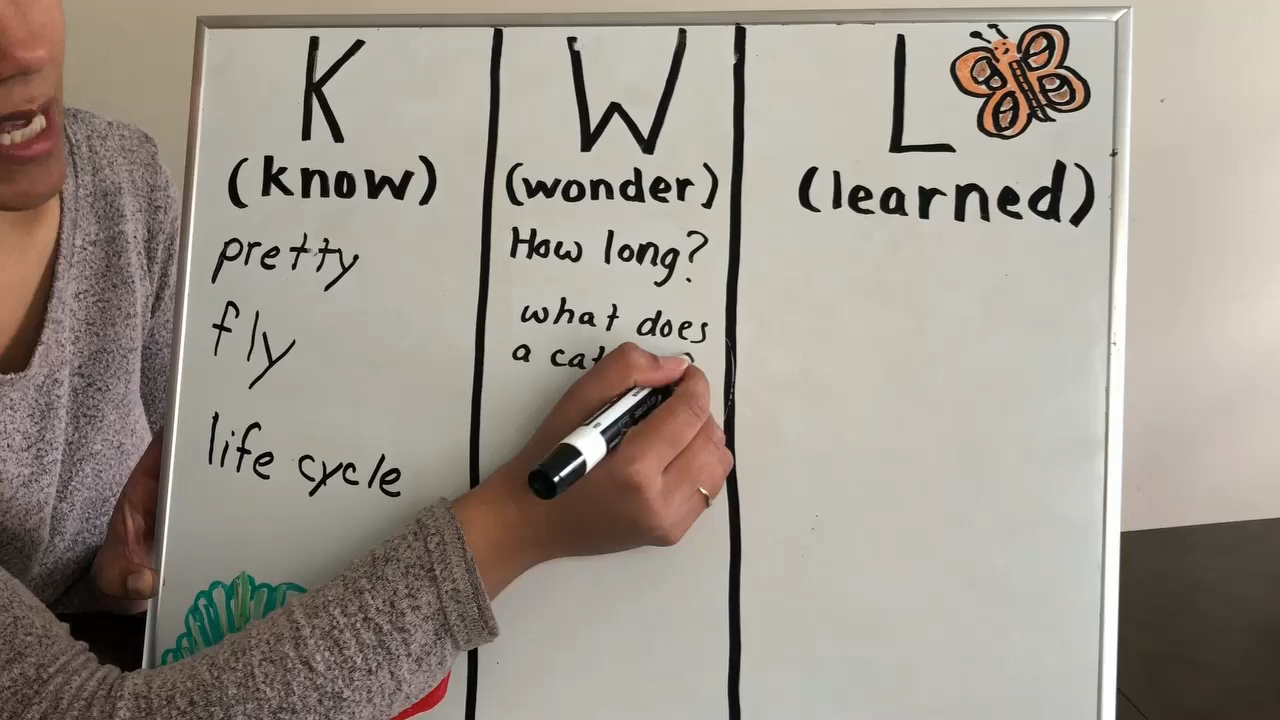 K
(know)
pretty
fly
life cycle
W
(wonder)
How long?
what does
a
L
(learned)